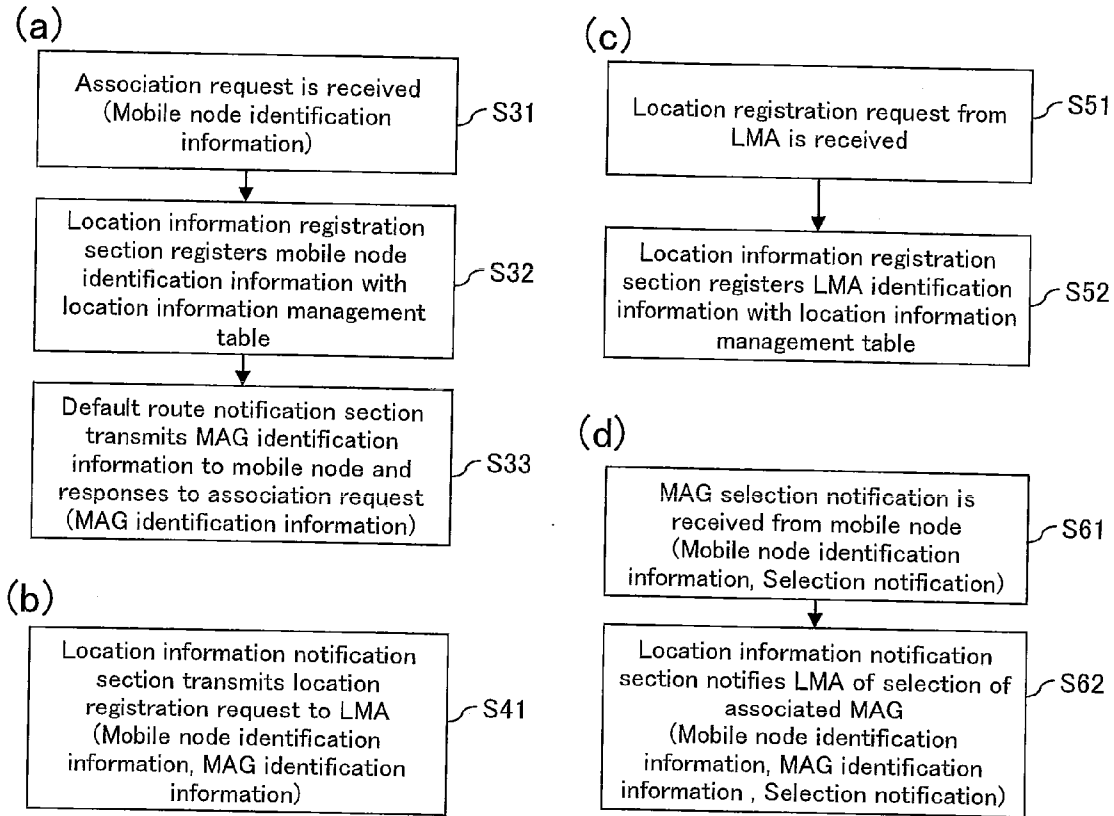 (a)
Association request is received
(Mobile node identification
information)
S31
Location information registration
section registers mobile node
identification information with
location information management
table
S32
Default route notification section
transmits MAG identification
information to mobile node and
responses to association request
(MAG identification information)
S33
(b)
Location information notification
section transmits location
registration request to LMA
(Mobile node identification
information, MAG identification
information)
S41
(c)
Location registration request from
LMA is received
S51
Location information registration
section registers LMA identification
information with location information
management table
S52
(d)
MAG selection notification is
received from mobile node
(Mobile node identification
information, Selection notification)
S61
Location information notification
section notifies LMA of selection of
associated MAG
(Mobile node identification
information, MAG identification
information , Selection notification)
S62